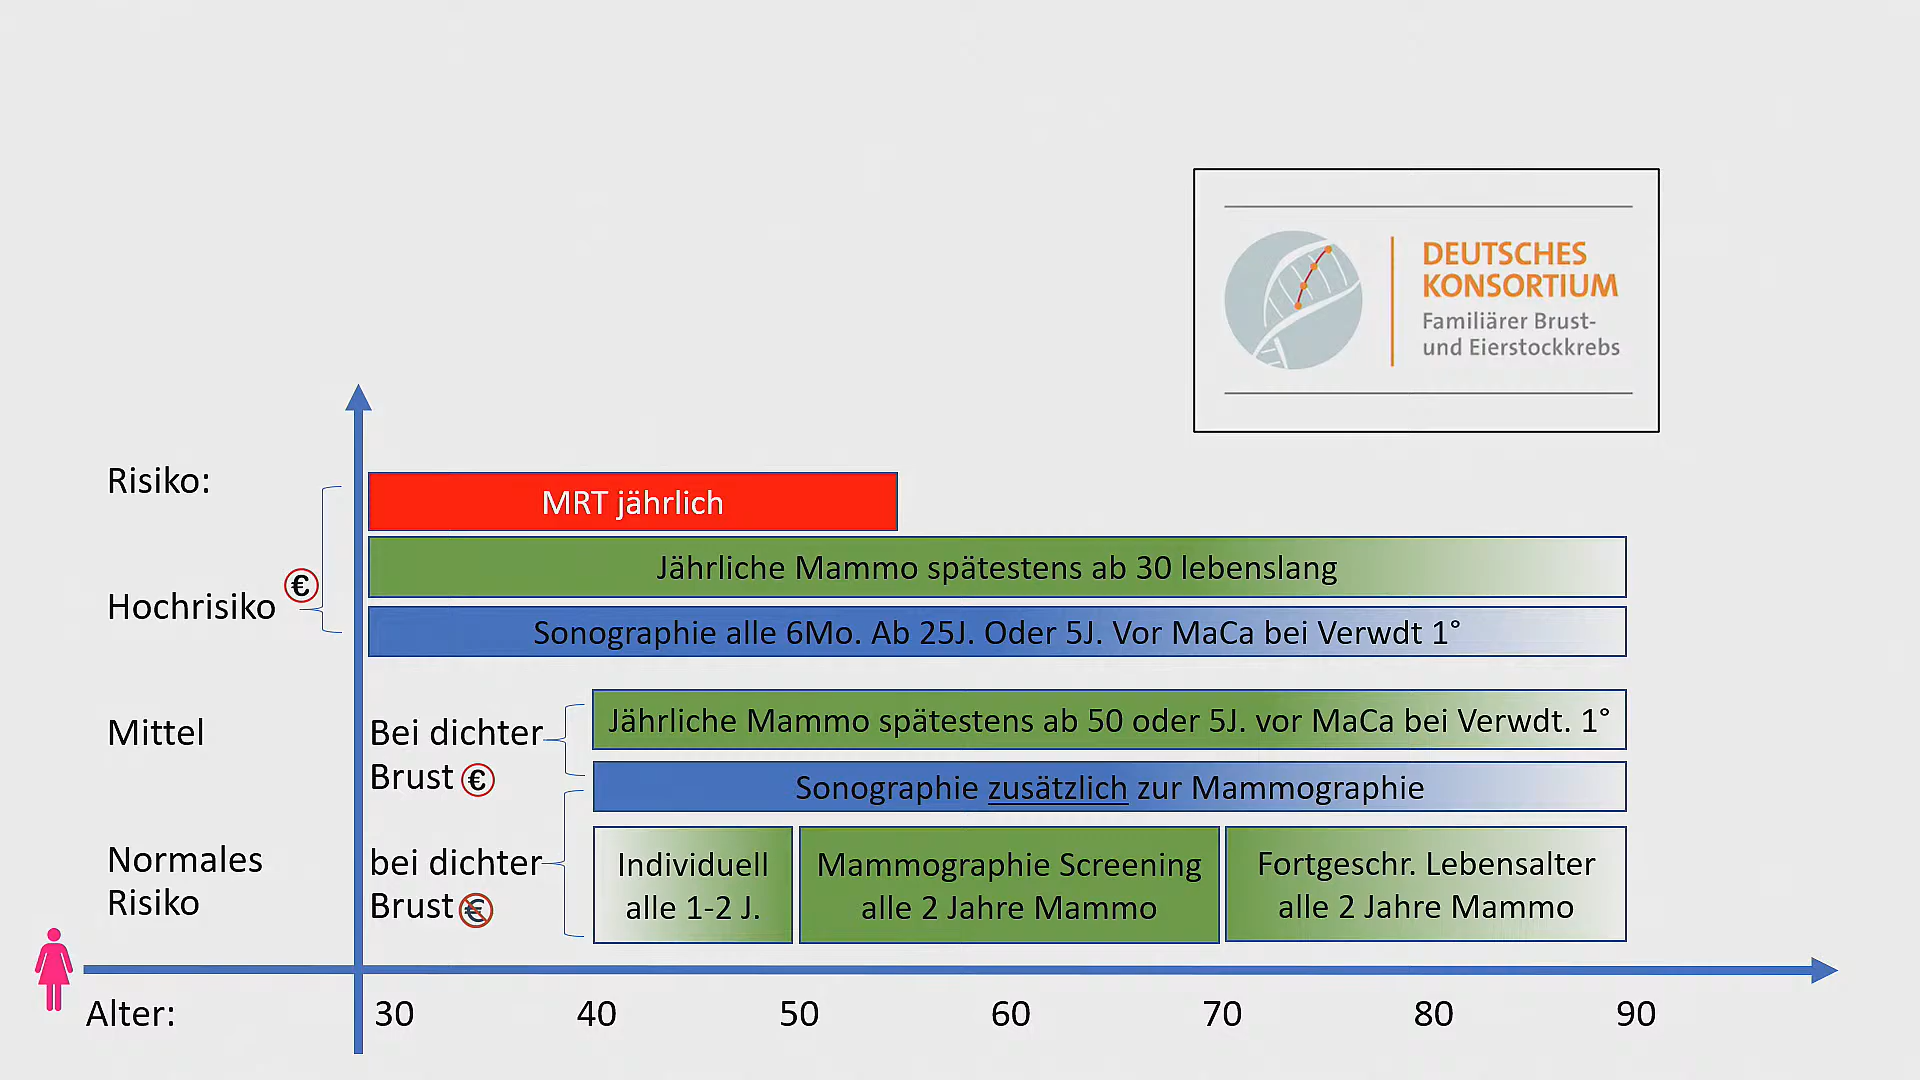 DEUTSCHES
KONSORTIUM
Familiärer Brust-
und Eierstockkrebs
Risiko:
MRT jährlich
Jährliche Mammo spätestens ab 30 lebenslang
Hochrisiko €
Sonographie alle 6Mo. Ab 25J. Oder 5J. Vor MaCa bei Verwdt 1°
Mittel
Bei dichter
Brust €
Jährliche Mammo spätestens ab 50 oder 5J. vor MaCa bei Verwdt. 1°
Sonographie zusätzlich zur Mammographie
Normales
Risiko
bei dichter
Brust €
Individuell
alle 1-2 J.
Mammographie Screening
alle 2 Jahre Mammo
Fortgeschr. Lebensalter
alle 2 Jahre Mammo
Alter: 30 40 50 60 70 80 90